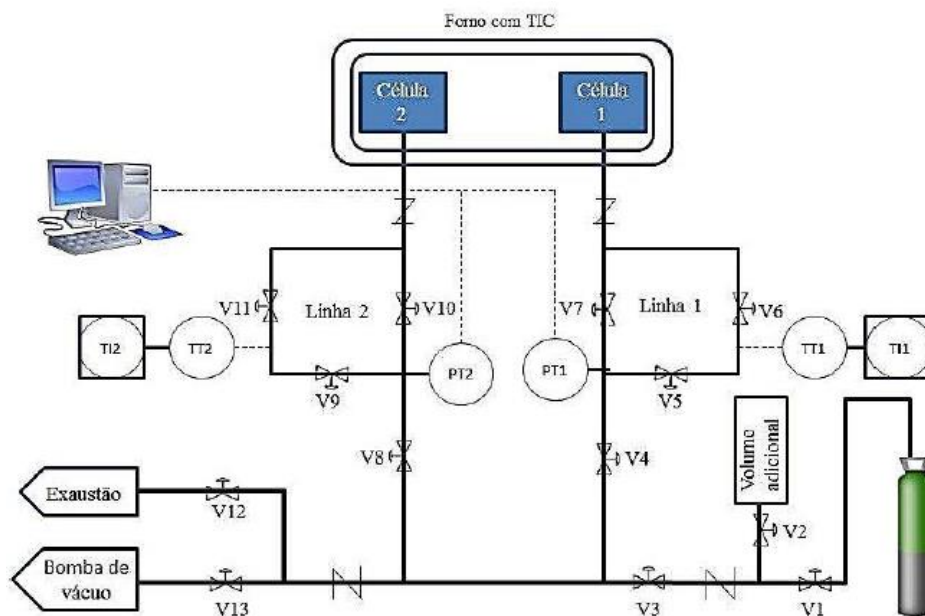 Forno com TIC
Célula
2
Célula
1
V11
Linha 2
V10
V7
Linha 1
V6
TI2
TT2
PT2
PT1
TT1
TI1
V9
V5
V8
V4
Volume
adicional
Exaustão
V12
V2
Bomba de
vácuo
V13
V3
V1